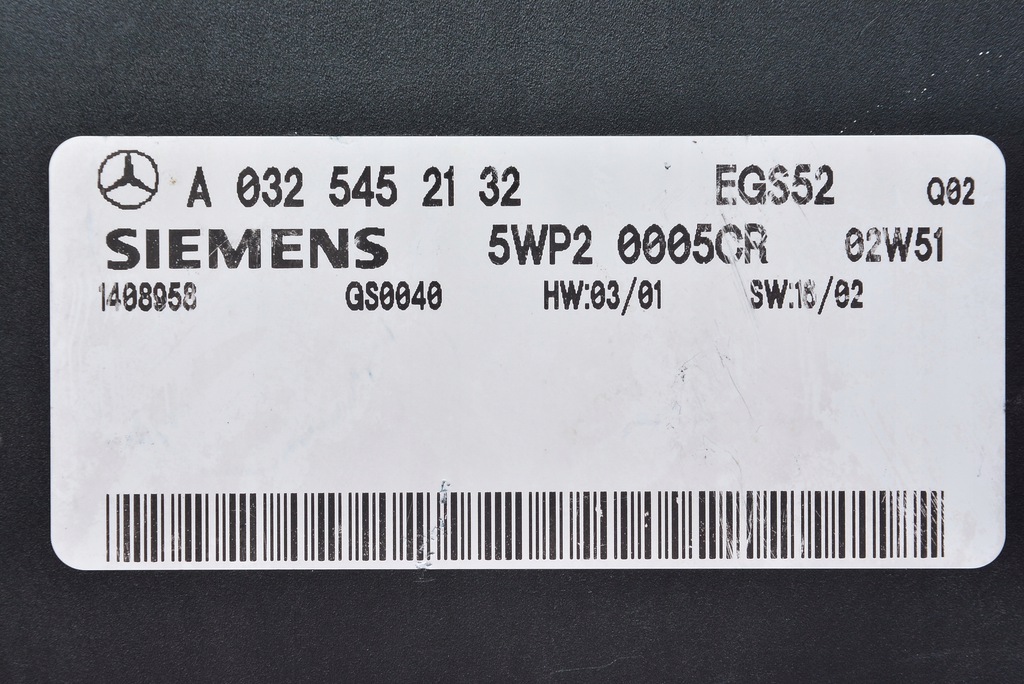 A 032 545 21 32 EGS52 Q02
SIEMENS 5WP2 0005CR 02W51
1408958 GS0040 HW:03/01 SW:18/02